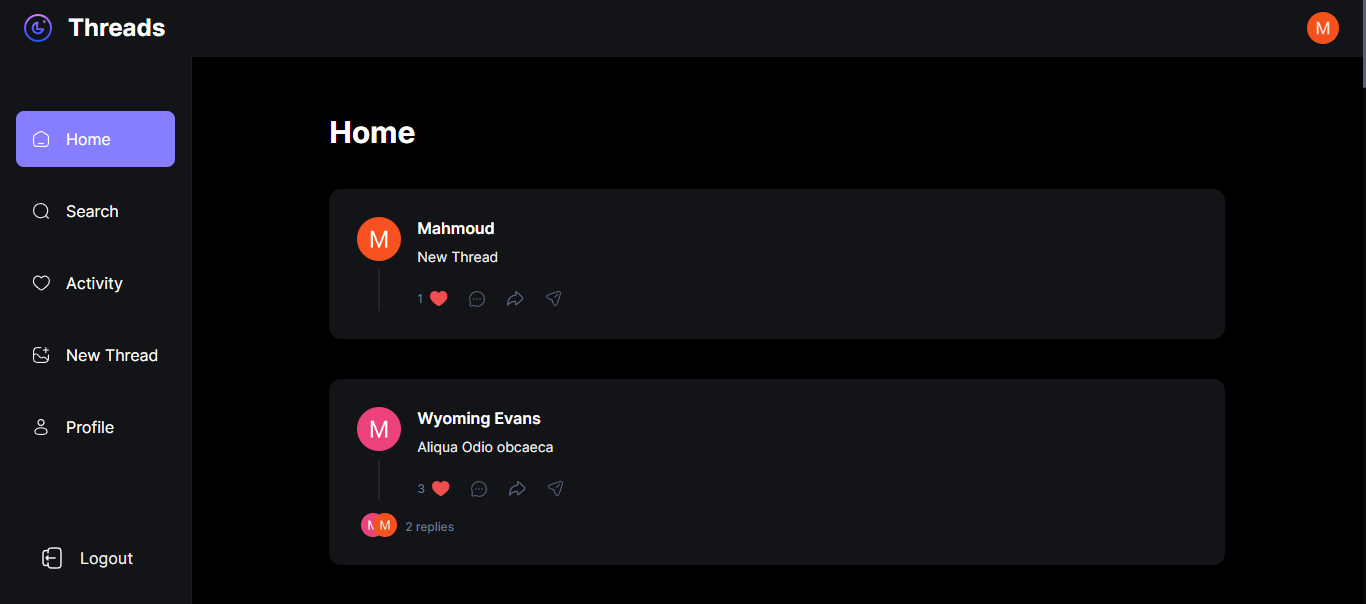 Threads
M
Home
Search
Activity
New Thread
Profile
Logout
Home
M
Mahmoud
New Thread
1
M
Wyoming Evans
Aliqua Odio obcaeca
3
M M
2 replies